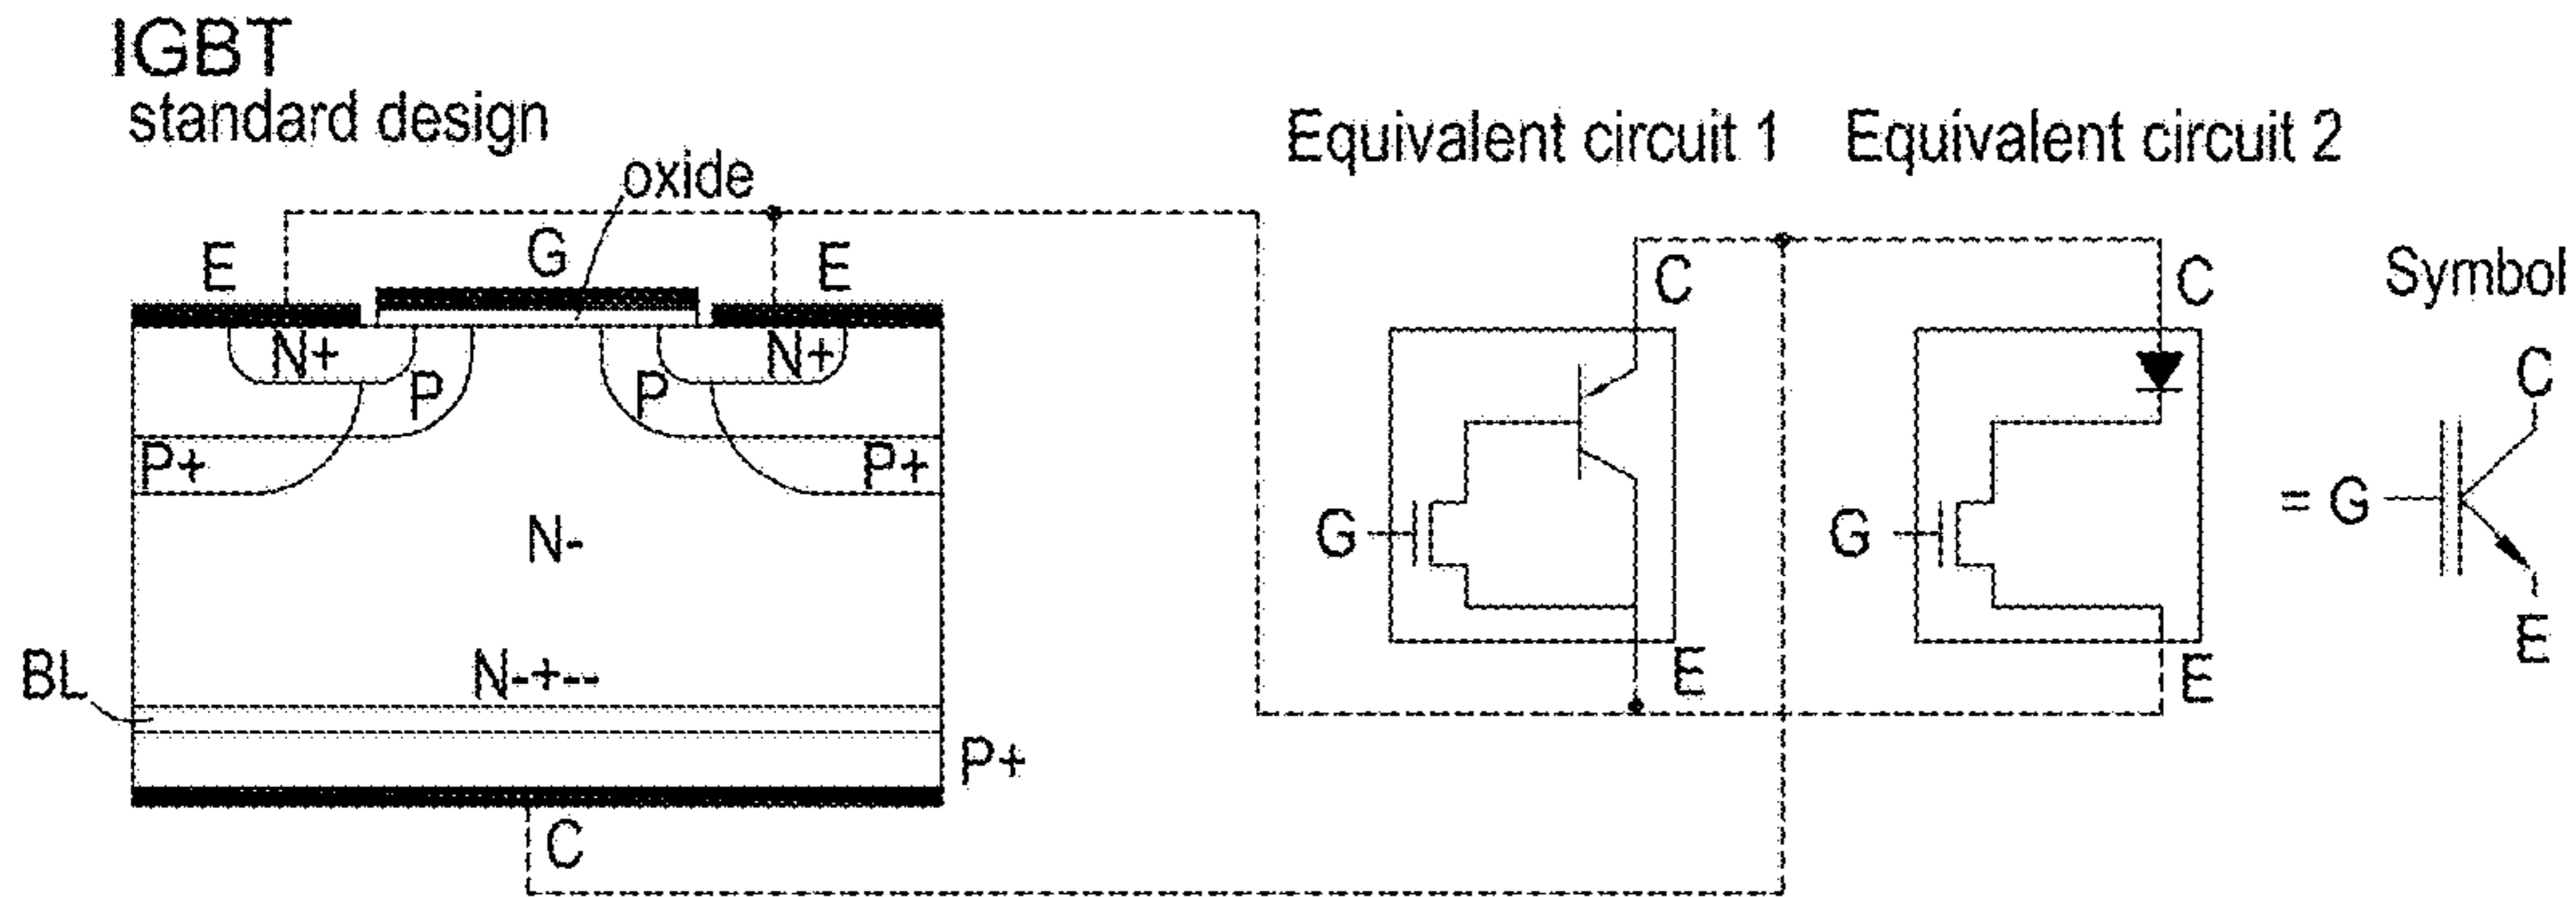 IGBT
standard design
oxide
Equivalent circuit 1
Equivalent circuit 2
E
G
E
C
C
Symbol
N+
N+
P
P
C
P+
P+
N-
G
G
= G
BL
N-+--
E
E
E
P+
C